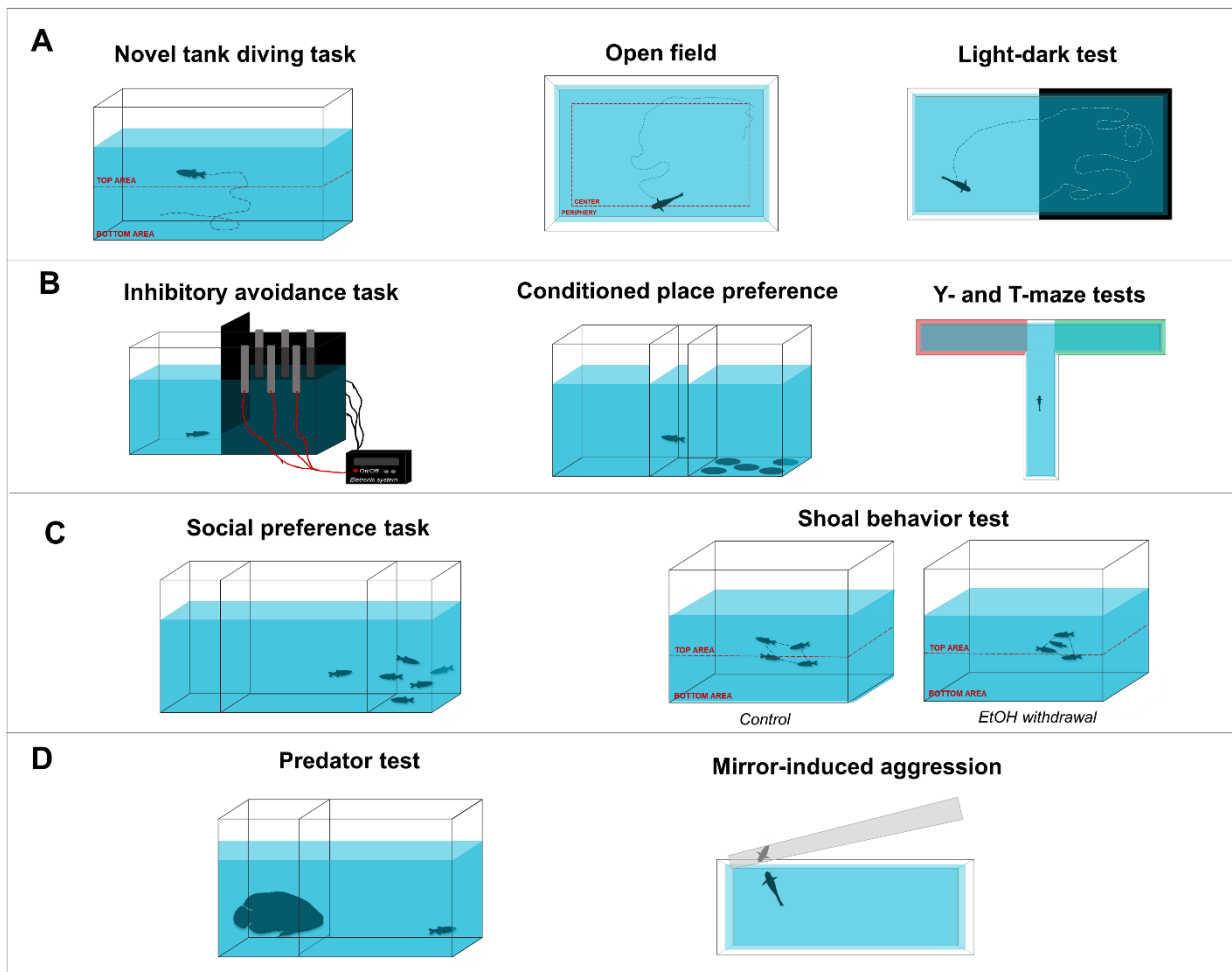 A
Novel tank diving task
Open field
Light-dark test
TOP AREA
BOTTOM AREA
CENTER
PERIPHERY
B
Inhibitory avoidance task
Conditioned place preference
Y- and T-maze tests
On/Off
Eletronic system
C
Social preference task
Shoal behavior test
TOP AREA
BOTTOM AREA
TOP AREA
BOTTOM AREA
Control
EtOH withdrawal
D
Predator test
Mirror-induced aggression